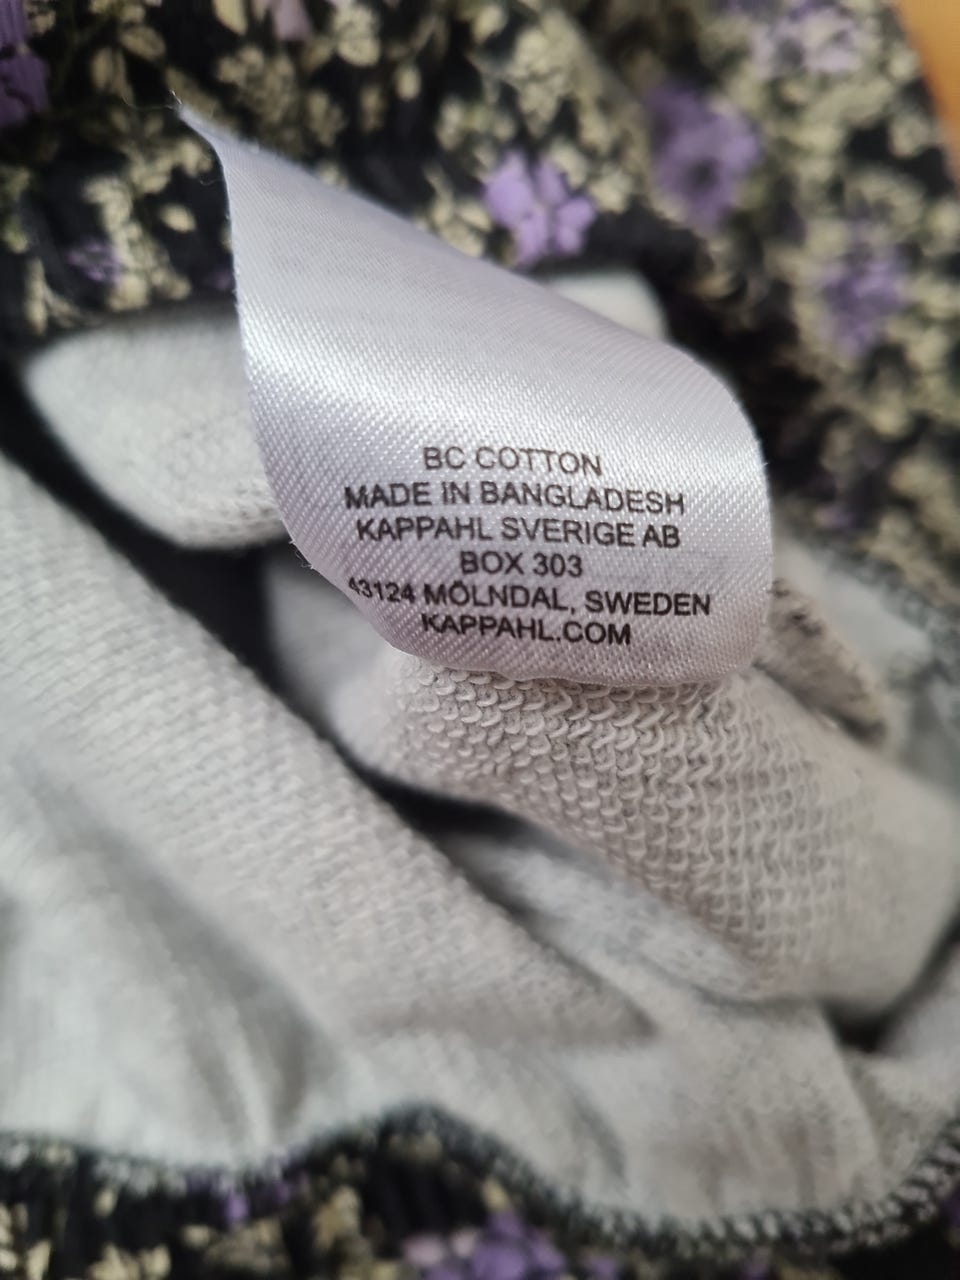 BC COTTON
MADE IN BANGLADESH
KAPPAHL SVERIGE AB
BOX 303
43124 MÖLNDAL, SWEDEN
KAPPAHL.COM